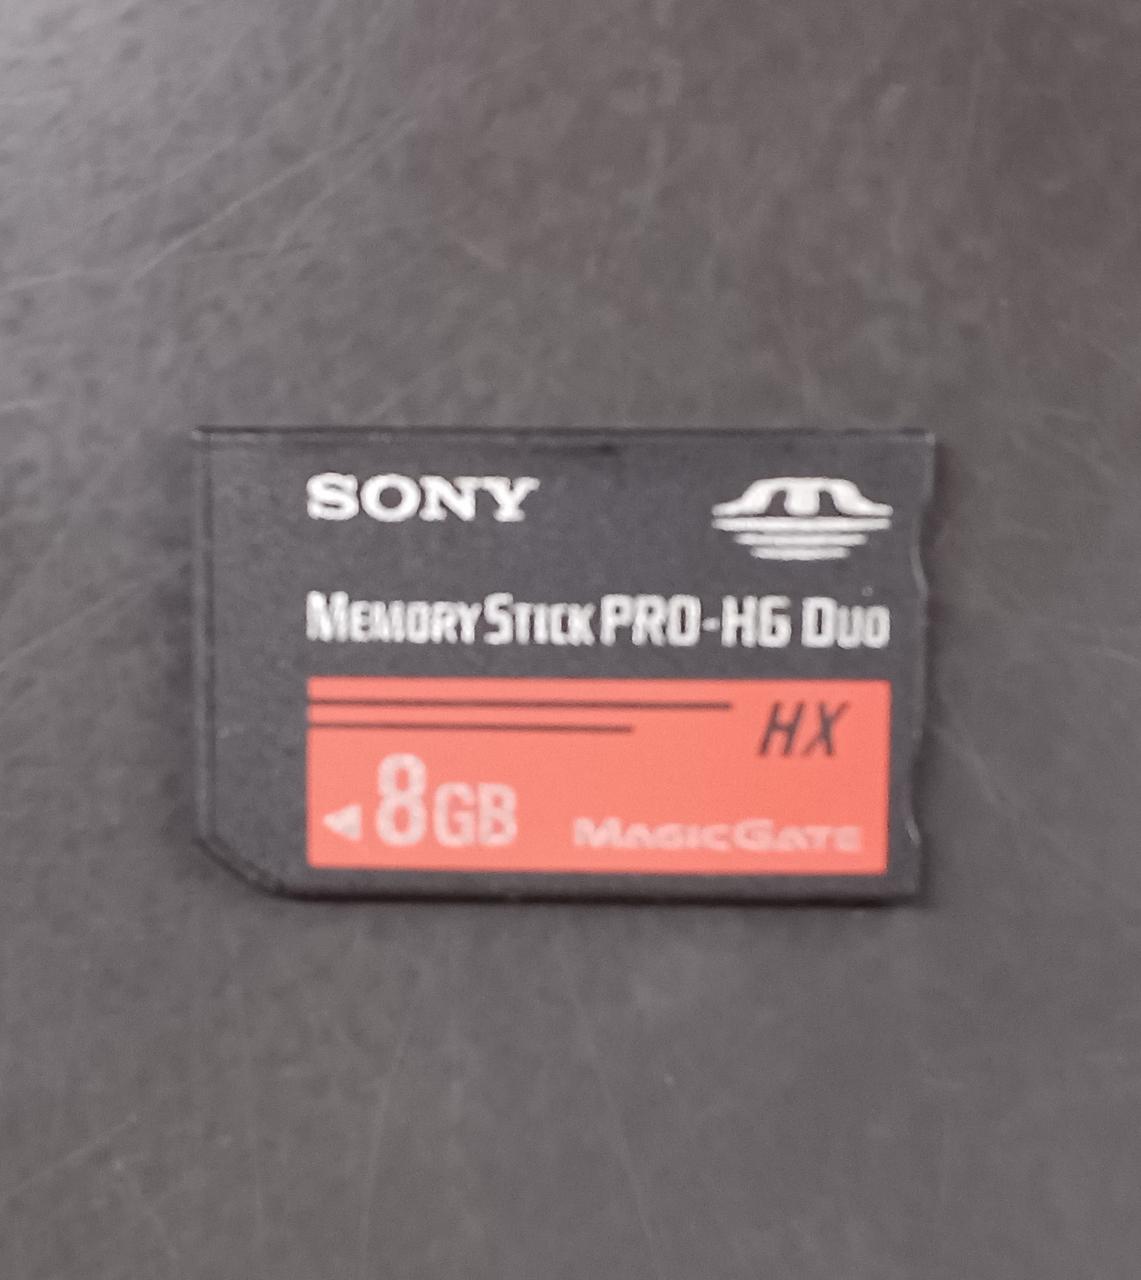 SONY
MEMORY STICK PRO-HG DUO
HX
8GB
MAGICGATE